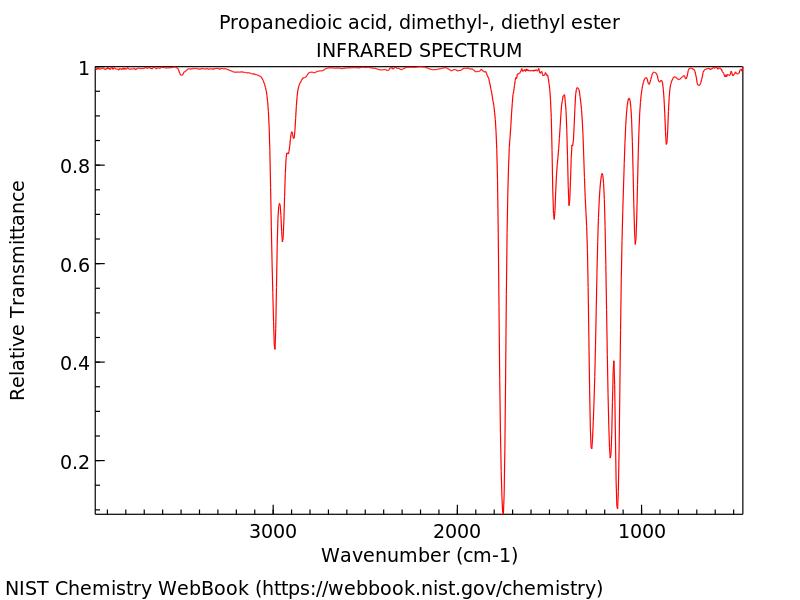 Propanedioic acid, dimethyl-, diethyl ester
INFRARED SPECTRUM
1
0.8
0.6
0.4
0.2
Relative Transmittance
3000 2000 1000
Wavenumber (cm-1)
NIST Chemistry WebBook (https://webbook.nist.gov/chemistry)